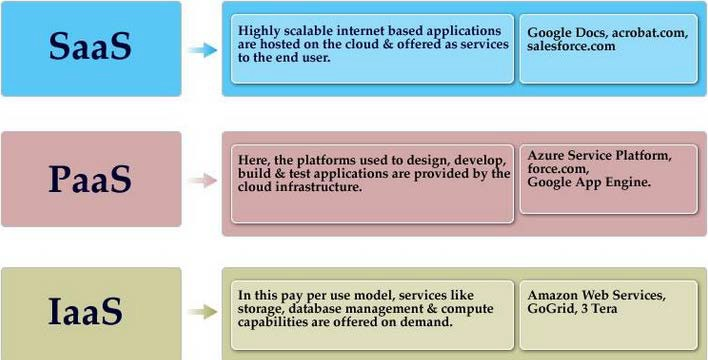 SaaS
Highly scalable internet based applications
are hosted on the cloud & offered as services
to the end user.
Google Docs, acrobat.com,
salesforce.com
PaaS
Here, the platforms used to design, develop,
build & test applications are provided by the
cloud infrastructure.
Azure Service Platform,
force.com,
Google App Engine.
IaaS
In this pay per use model, services like
storage, database management & compute
capabilities are offered on demand.
Amazon Web Services,
GoGrid, 3 Tera